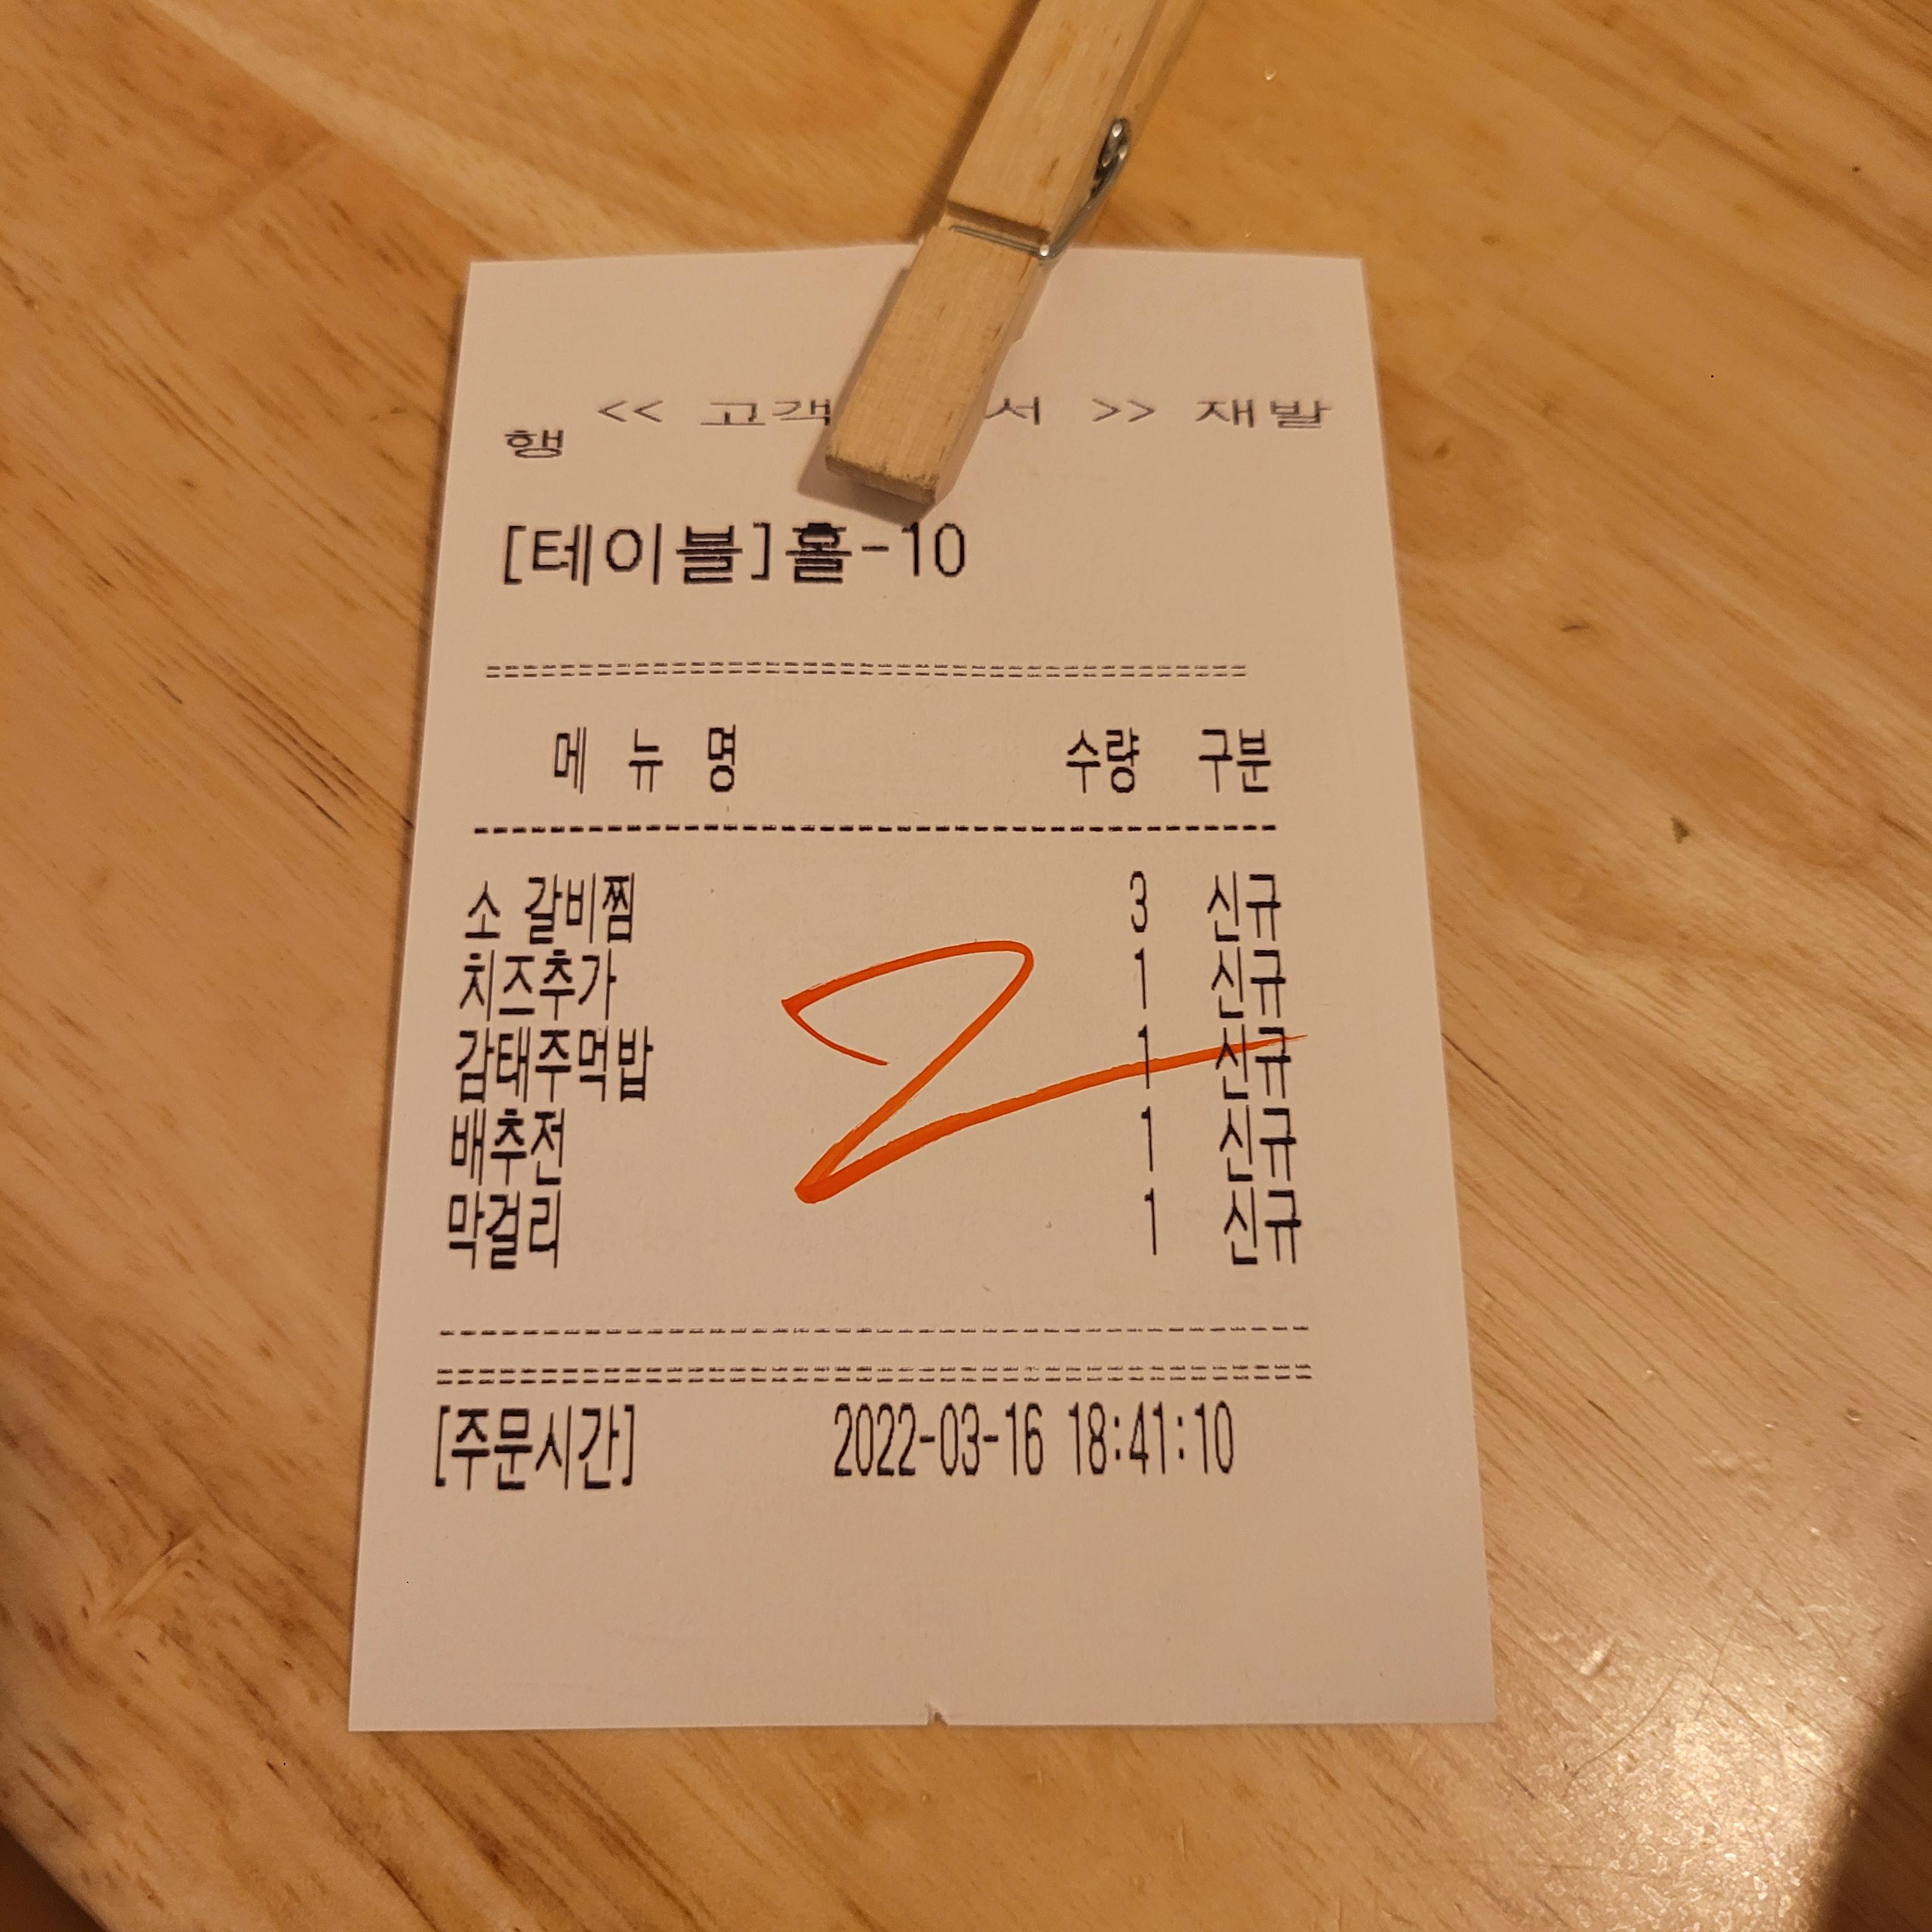 << 고객 서 >> 재발
행
[테이블]홀-10
메 뉴 명 수량 구분
소 갈비찜 3 신규
치즈추가 1 신규
감태주먹밥 1 신규
배추전 1 신규
막걸리 1 신규
[주문시간] 2022-03-16 18:41:10